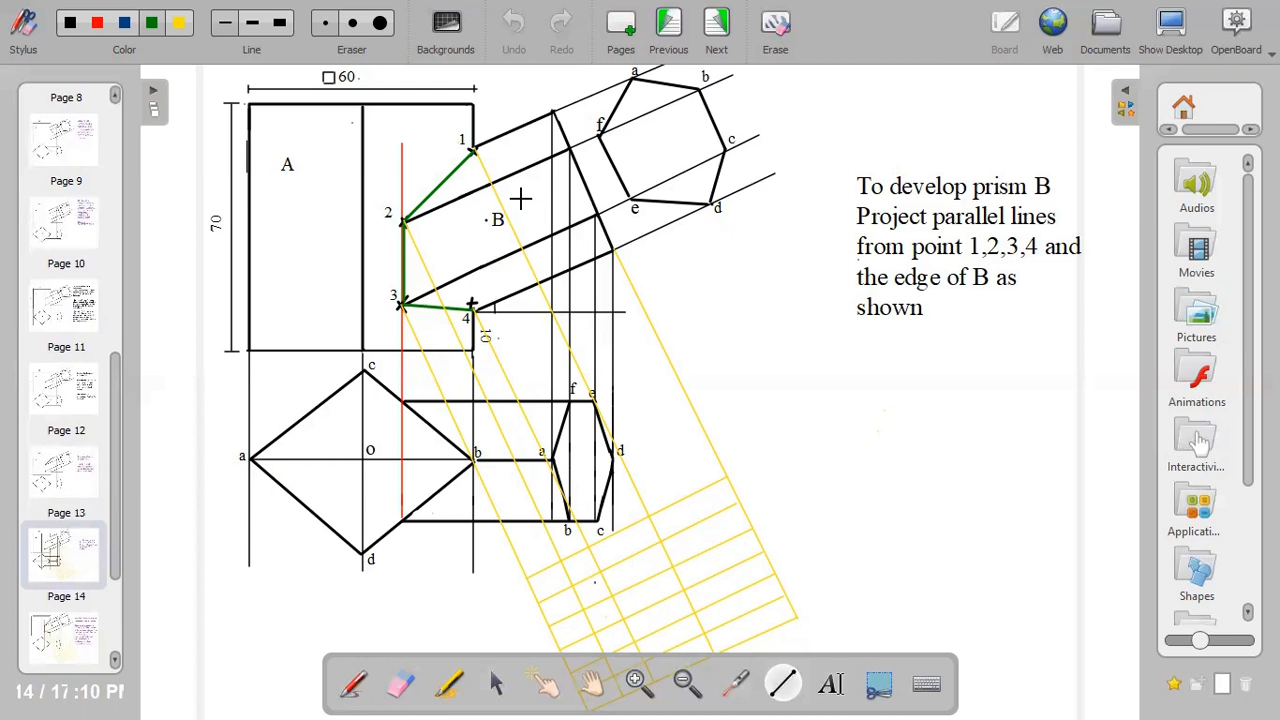 Stylus
Color
Line
Eraser
Backgrounds
Undo
Redo
Pages
Previous
Next
Erase
Board
Web
Documents
Show Desktop
OpenBoard
Page 8
Page 9
Page 10
Page 11
Page 12
Page 13
Page 14
14 / 17
:10 PM
60
70
A
B
1
2
3
4
10
a
b
c
d
e
f
To develop prism B
Project parallel lines
from point 1,2,3,4 and
the edge of B as
shown
c
a
o
b
d
f
e
a
d
b
c
Audios
Movies
Pictures
Animations
Interactivi...
Applicati...
Shapes